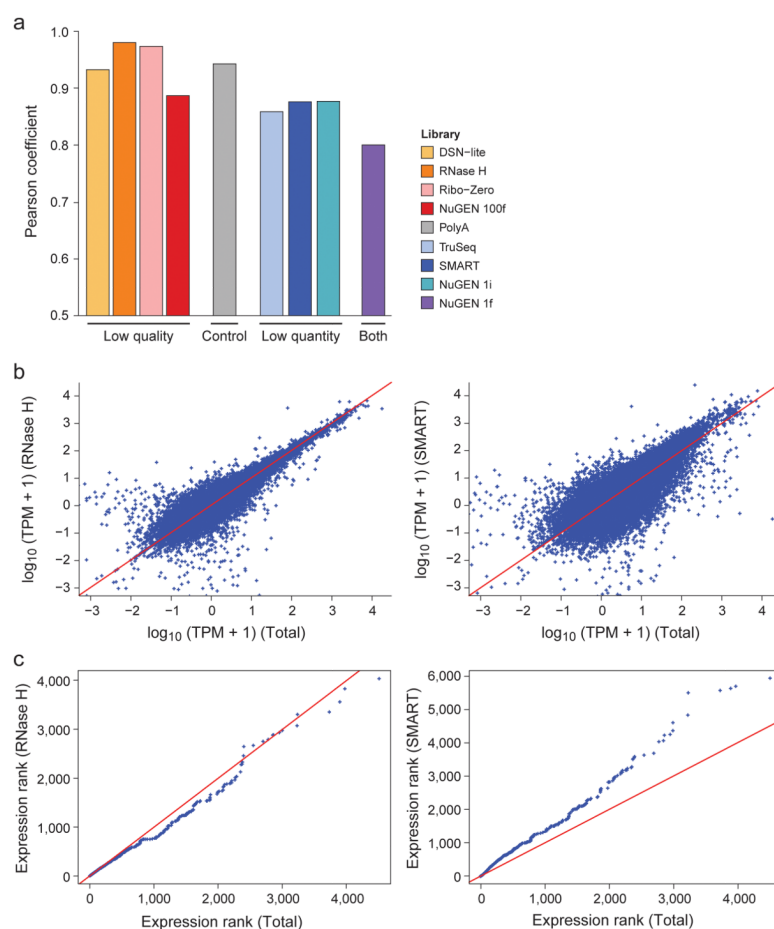 a
Pearson coefficient
1.0
0.9
0.8
0.7
0.6
0.5
Low quality
Control
Low quantity
Both
Library
DSN−lite
RNase H
Ribo−Zero
NuGEN 100f
PolyA
TruSeq
SMART
NuGEN 1i
NuGEN 1f
b
log10 (TPM + 1) (RNase H)
4
3
2
1
0
−1
−2
−3
−3 −2 −1 0 1 2 3 4
log10 (TPM + 1) (Total)
log10 (TPM + 1) (SMART)
4
3
2
1
0
−1
−2
−3
−3 −2 −1 0 1 2 3 4
log10 (TPM + 1) (Total)
c
Expression rank (RNase H)
4,000
3,000
2,000
1,000
0
0 1,000 2,000 3,000 4,000
Expression rank (Total)
Expression rank (SMART)
6,000
5,000
4,000
3,000
2,000
1,000
0
0 1,000 2,000 3,000 4,000
Expression rank (Total)